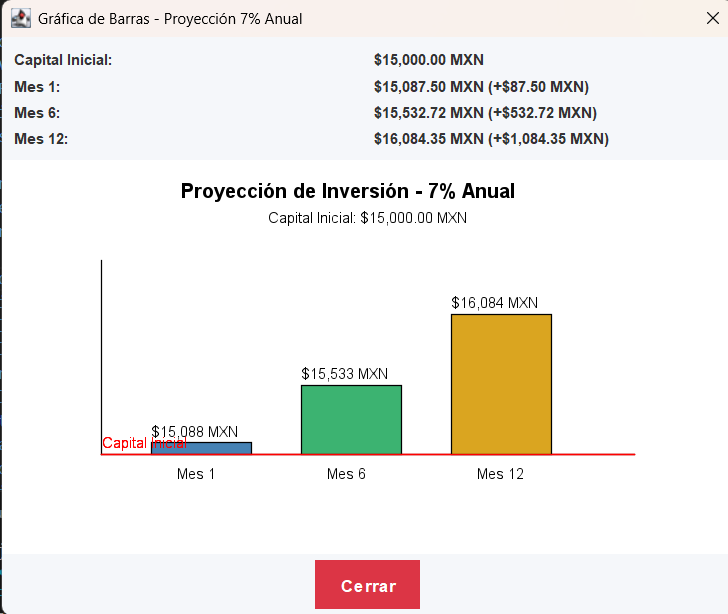 Gráfica de Barras - Proyección 7% Anual
Capital Inicial: $15,000.00 MXN
Mes 1: $15,087.50 MXN (+$87.50 MXN)
Mes 6: $15,532.72 MXN (+$532.72 MXN)
Mes 12: $16,084.35 MXN (+$1,084.35 MXN)
Proyección de Inversión - 7% Anual
Capital Inicial: $15,000.00 MXN
$16,084 MXN
$15,533 MXN
$15,088 MXN
Capital Inicial
Mes 1 Mes 6 Mes 12
Cerrar